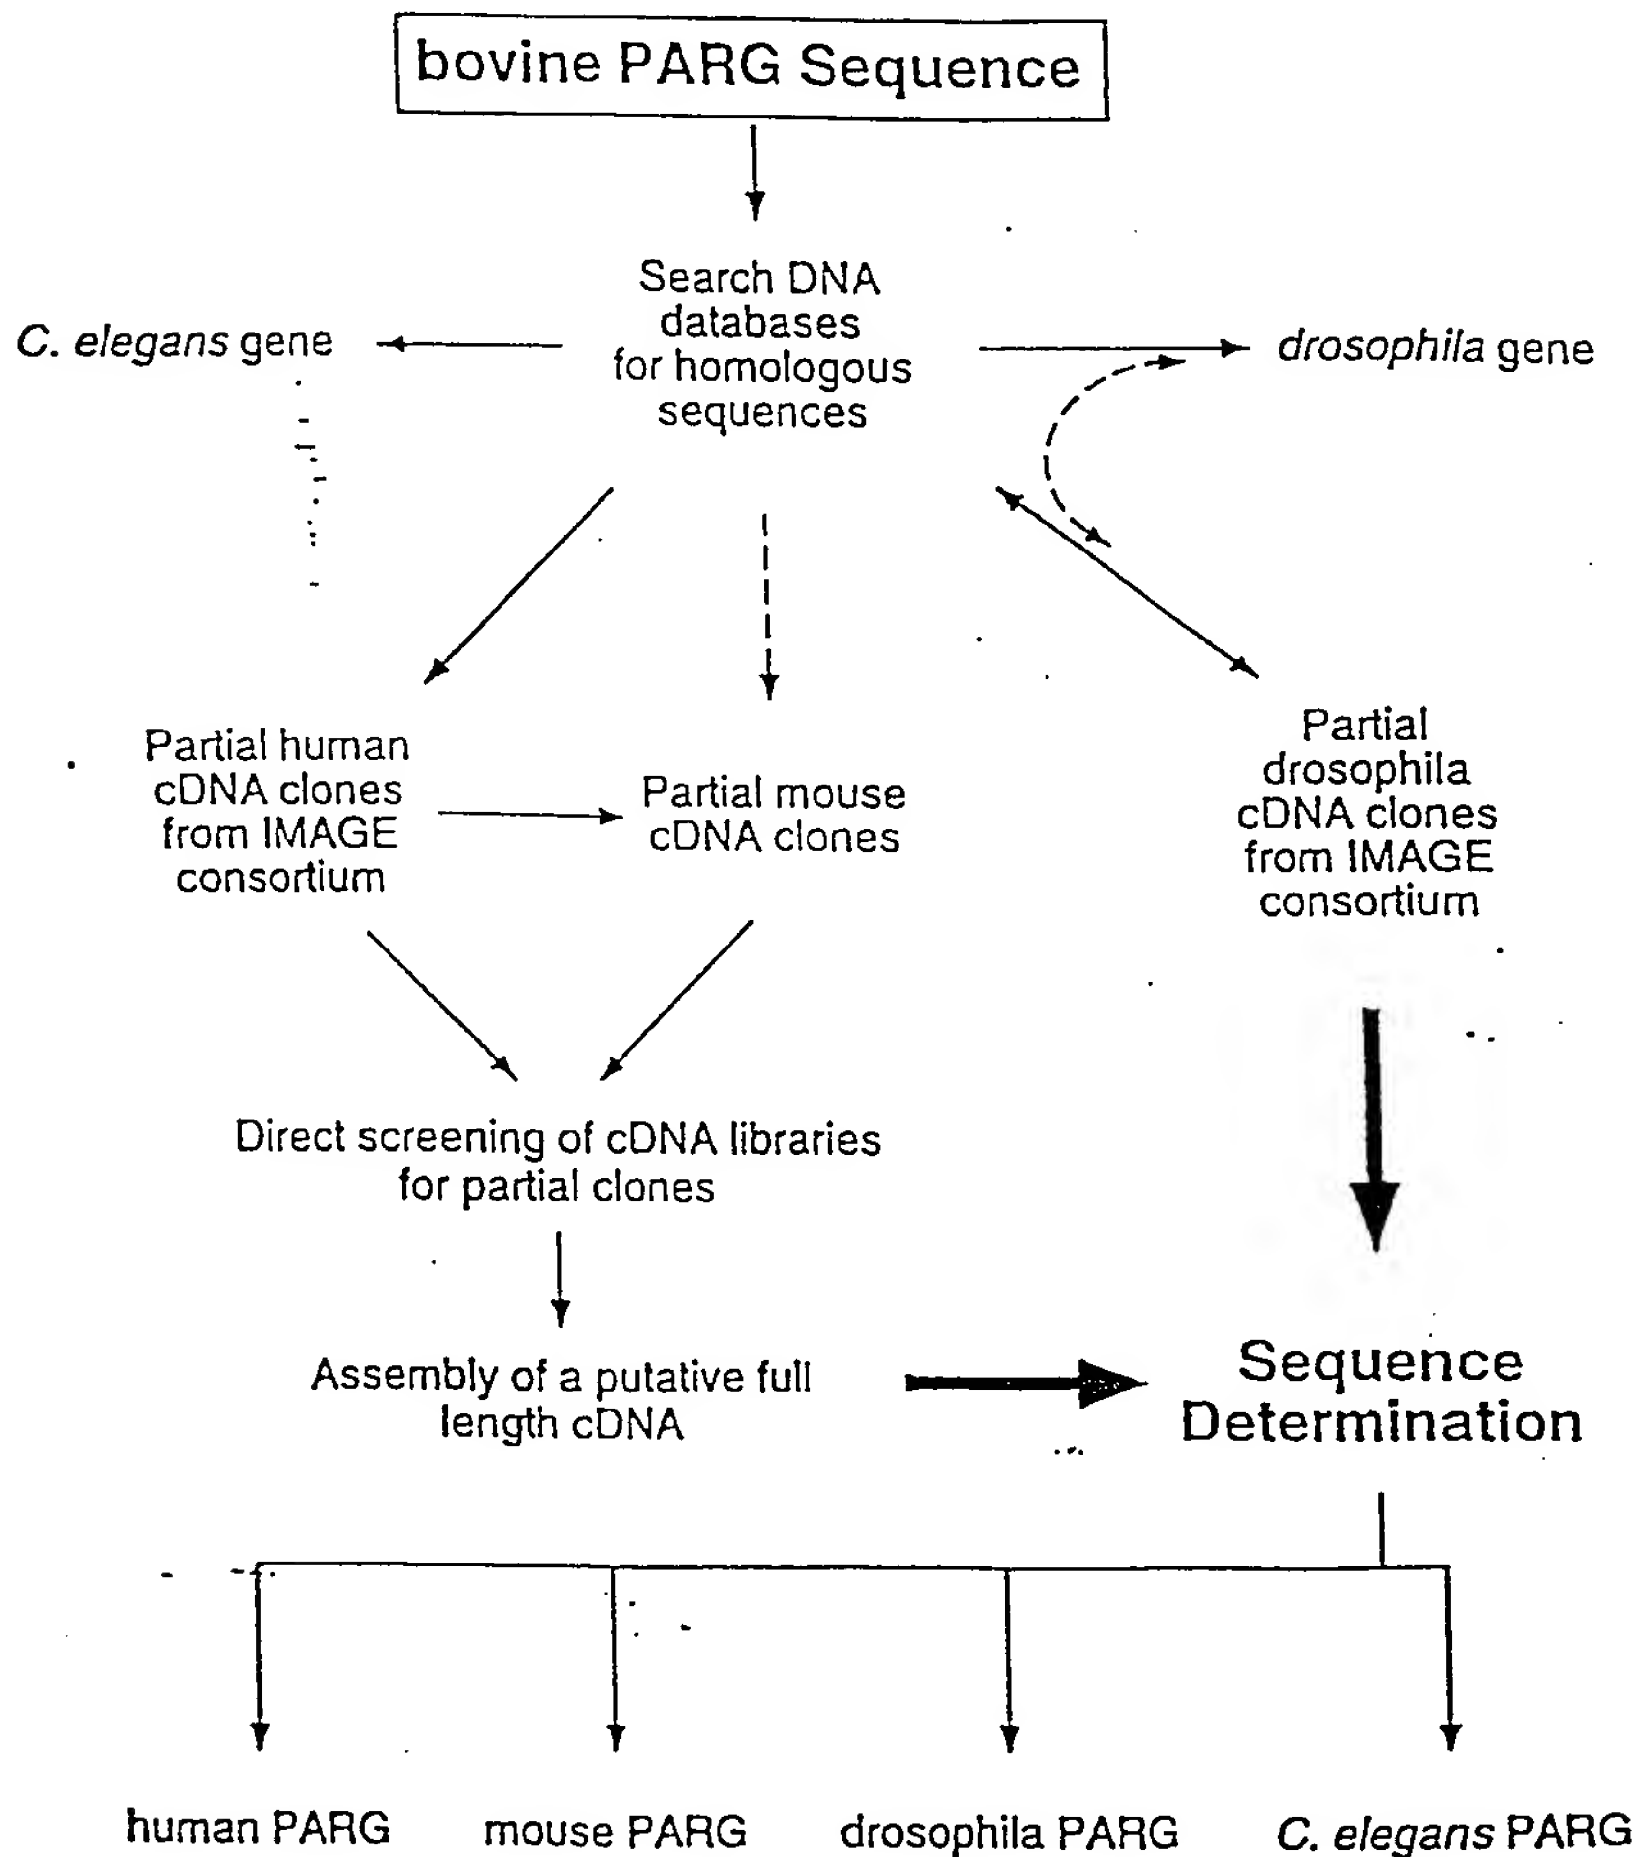 bovine PARG Sequence
Search DNA
databases
for homologous
sequences
C. elegans gene
drosophila gene
Partial human
cDNA clones
from IMAGE
consortium
Partial mouse
cDNA clones
Partial
drosophila
cDNA clones
from IMAGE
consortium
Direct screening of cDNA libraries
for partial clones
Assembly of a putative full
length cDNA
Sequence
Determination
human PARG
mouse PARG
drosophila PARG
C. elegans PARG